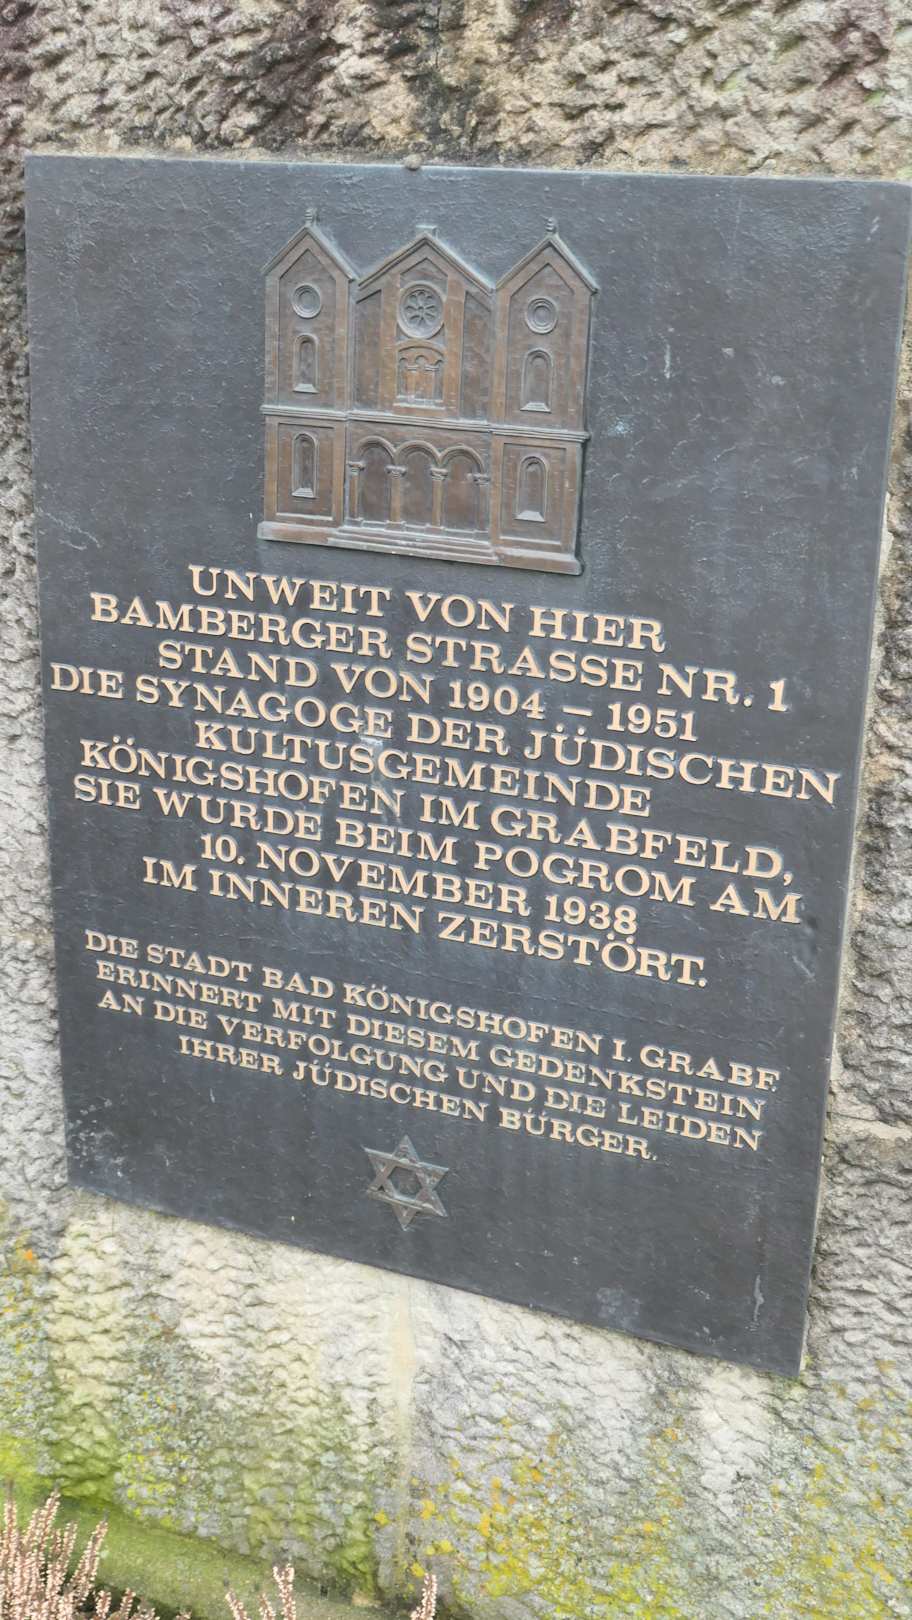 UNWEIT VON HIER
BAMBERGER STRASSE NR. 1
STAND VON 1904 – 1951
DIE SYNAGOGE DER JÜDISCHEN
KULTUSGEMEINDE
KÖNIGSHOFEN IM GRABFELD,
SIE WURDE BEIM POGROM AM
10. NOVEMBER 1938
IM INNEREN ZERSTÖRT.
DIE STADT BAD KÖNIGSHOFEN I. GRABF.
ERINNERT MIT DIESEM GEDENKSTEIN
AN DIE VERFOLGUNG UND DIE LEIDEN
IHRER JÜDISCHEN BÜRGER.